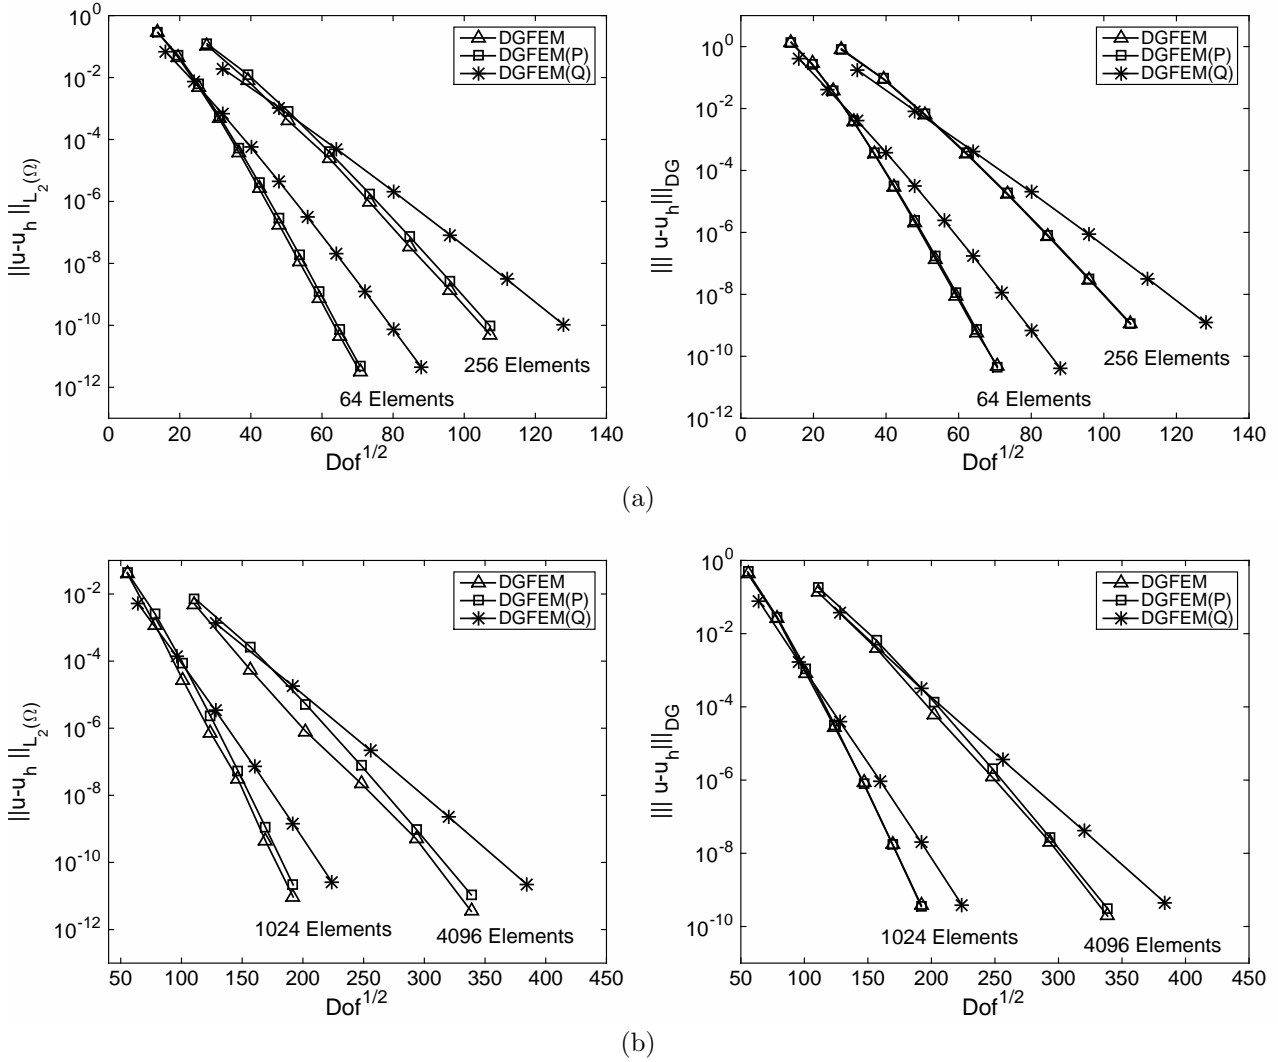 10^0
10^-2
10^-4
10^-6
10^-8
10^-10
10^-12
||u-u_h ||_L_2(Ω)
DGFEM
DGFEM(P)
DGFEM(Q)
256 Elements
64 Elements
0 20 40 60 80 100 120 140
Dof^1/2
10^0
10^-2
10^-4
10^-6
10^-8
10^-10
10^-12
||| u-u_h|||_DG
DGFEM
DGFEM(P)
DGFEM(Q)
256 Elements
64 Elements
0 20 40 60 80 100 120 140
Dof^1/2
(a)
10^-2
10^-4
10^-6
10^-8
10^-10
10^-12
||u-u_h ||_L_2(Ω)
DGFEM
DGFEM(P)
DGFEM(Q)
1024 Elements
4096 Elements
50 100 150 200 250 300 350 400 450
Dof^1/2
10^0
10^-2
10^-4
10^-6
10^-8
10^-10
||| u-u_h|||_DG
DGFEM
DGFEM(P)
DGFEM(Q)
1024 Elements
4096 Elements
50 100 150 200 250 300 350 400 450
Dof^1/2
(b)